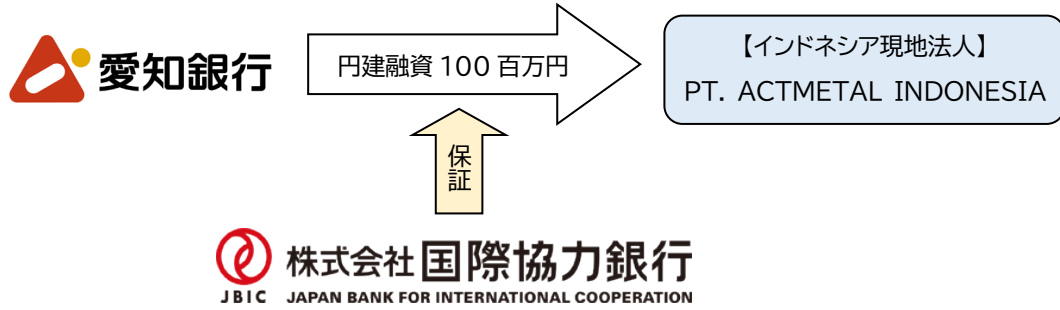 愛知銀行
円建融資 100 百万円
【インドネシア現地法人】
PT. ACTMETAL INDONESIA
保証
株式会社国際協力銀行
JBIC JAPAN BANK FOR INTERNATIONAL COOPERATION